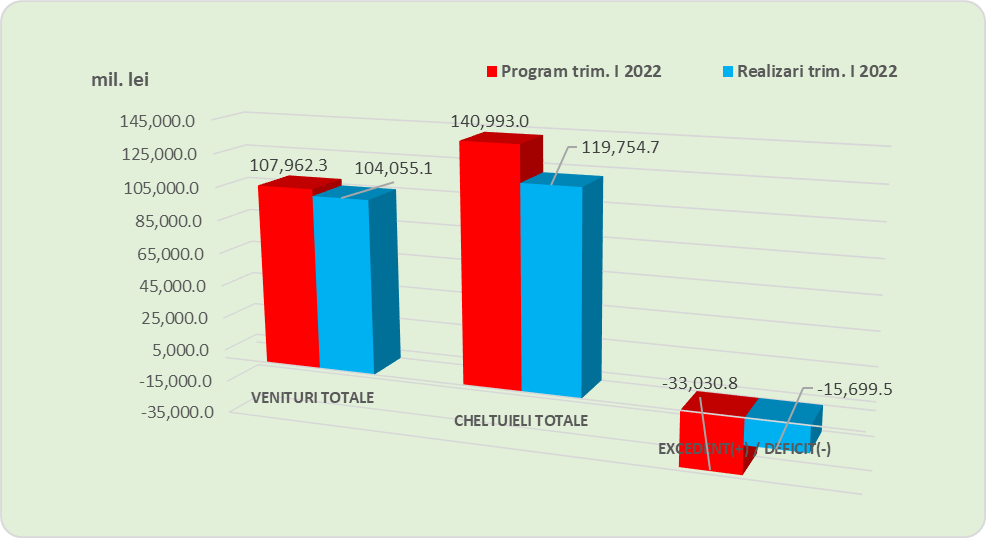 mil. lei
Program trim. I 2022
Realizari trim. I 2022
145,000.0
125,000.0
105,000.0
85,000.0
65,000.0
45,000.0
25,000.0
5,000.0
-15,000.0
-35,000.0
107,962.3
104,055.1
140,993.0
119,754.7
-33,030.8
-15,699.5
VENITURI TOTALE
CHELTUIELI TOTALE
EXCEDENT(+) / DEFICIT(-)